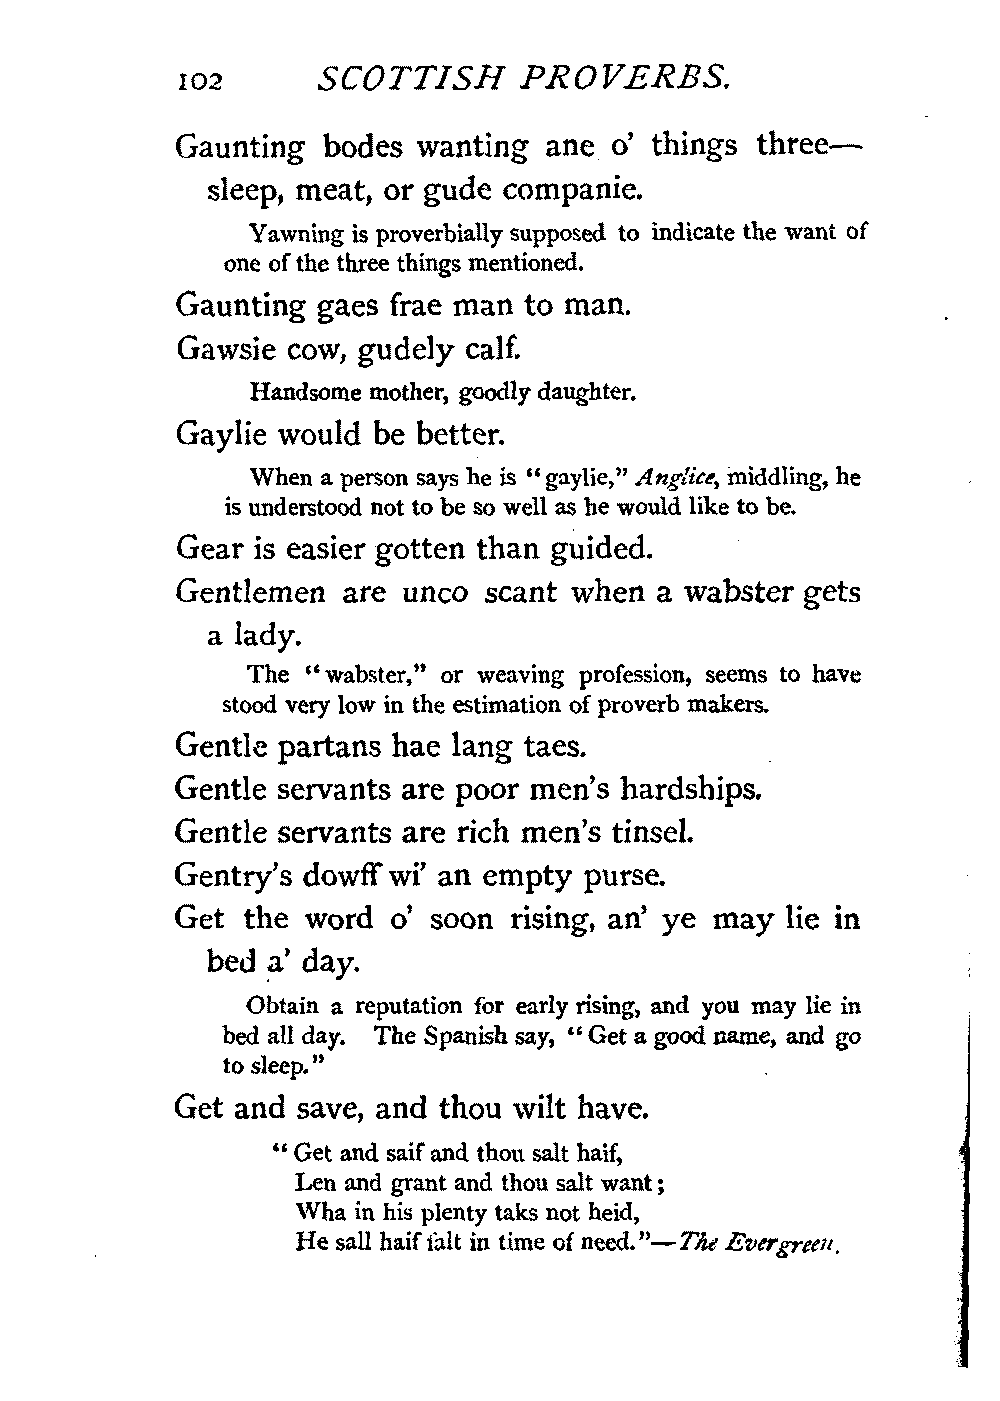 102 SCOTTISH PROVERBS.
Gaunting bodes wanting ane o' things three—
sleep, meat, or gude companie.
Yawning is proverbially supposed to indicate the want of
one of the three things mentioned.
Gaunting gaes frae man to man.
Gawsie cow, gudely calf.
Handsome mother, goodly daughter.
Gaylie would be better.
When a person says he is "gaylie," Anglice, middling, he
is understood not to be so well as he would like to be.
Gear is easier gotten than guided.
Gentlemen are unco scant when a wabster gets
a lady.
The "wabster," or weaving profession, seems to have
stood very low in the estimation of proverb makers.
Gentle partans hae lang taes.
Gentle servants are poor men's hardships.
Gentle servants are rich men's tinsel.
Gentry's dowff wi' an empty purse.
Get the word o' soon rising, an' ye may lie in
bed a' day.
Obtain a reputation for early rising, and you may lie in
bed all day. The Spanish say, "Get a good name, and go
to sleep."
Get and save, and thou wilt have.
"Get and saif and thou salt haif,
Len and grant and thou salt want;
Wha in his plenty taks not heid,
He sall haif falt in time of need."—The Evergreen.